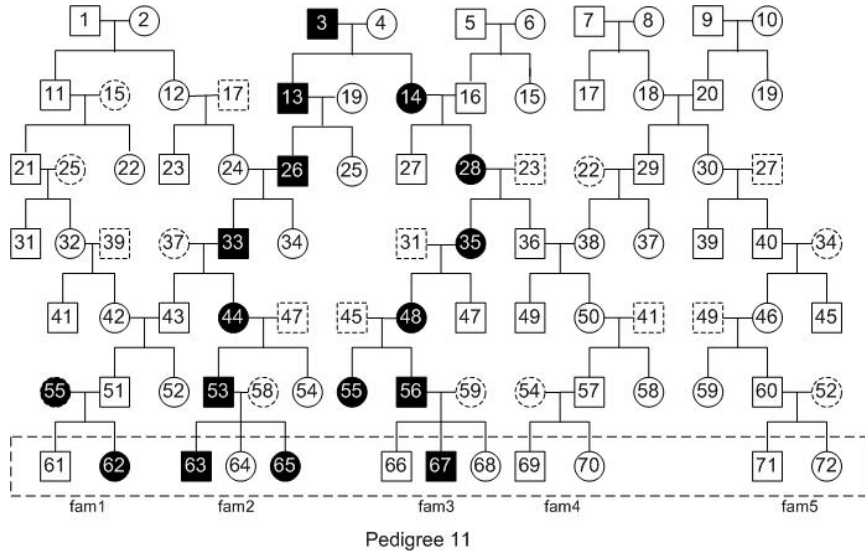 1 2 3 4 5 6 7 8 9 10
11 15 12 17 13 19 14 16 15 17 18 20 19
21 25 22 23 24 26 25 27 28 23 22 29 30 27
31 32 39 37 33 34 31 35 36 38 37 39 40 34
41 42 43 44 47 45 48 47 49 50 41 49 46 45
55 51 52 53 58 54 55 56 59 54 57 58 59 60 52
61 62 63 64 65 66 67 68 69 70 71 72
fam1 fam2 fam3 fam4 fam5
Pedigree 11